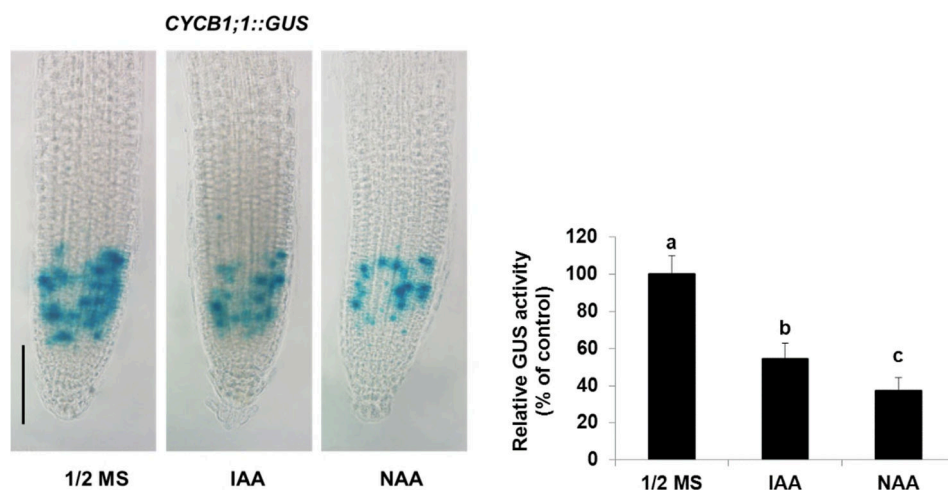 CYCB1;1::GUS
1/2 MS
IAA
NAA
Relative GUS activity
(% of control)
120
100
80
60
40
20
0
a
b
c
1/2 MS
IAA
NAA